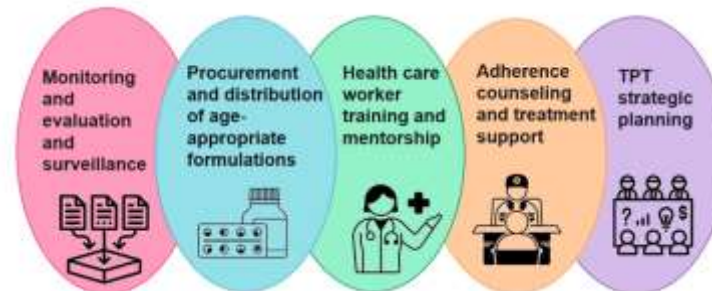 Monitoring
and
evaluation
and
surveillance
Procurement
and distribution
of age-
appropriate
formulations
Health care
worker
training and
mentorship
Adherence
counseling
and treatment
support
TPT
strategic
planning
? $